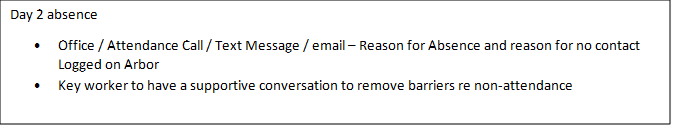 Day 2 absence
• Office / Attendance Call / Text Message / email – Reason for Absence and reason for no contact
Logged on Arbor
• Key worker to have a supportive conversation to remove barriers re non-attendance